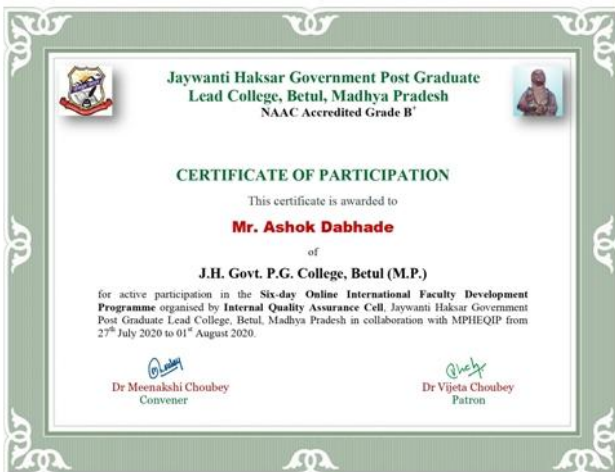 Jaywanti Haksar Government Post Graduate
Lead College, Betul, Madhya Pradesh
NAAC Accredited Grade B+
CERTIFICATE OF PARTICIPATION
This certificate is awarded to
Mr. Ashok Dabhade
of
J.H. Govt. P.G. College, Betul (M.P.)
for active participation in the Six-day Online International Faculty Development
Programme organised by Internal Quality Assurance Cell, Jaywanti Haksar Government
Post Graduate Lead College, Betul, Madhya Pradesh in collaboration with MPHEQIP from
27th July 2020 to 01st August 2020.
Dr Meenakshi Choubey
Convener
Dr Vijeta Choubey
Patron